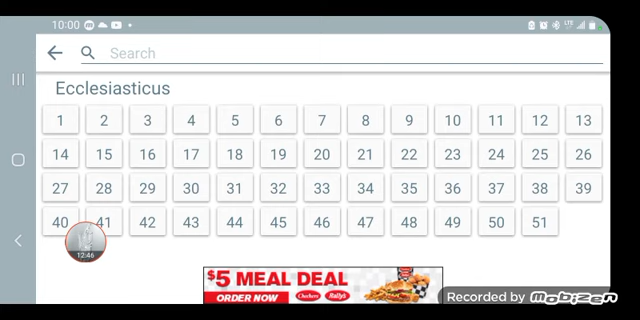 10:00
LTE
Search
Ecclesiasticus
1 2 3 4 5 6 7 8 9 10 11 12 13
14 15 16 17 18 19 20 21 22 23 24 25 26
27 28 29 30 31 32 33 34 35 36 37 38 39
40 41 42 43 44 45 46 47 48 49 50 51
12:46
$5 MEAL DEAL
ORDER NOW Checkers Rally's
Recorded by Mobizen